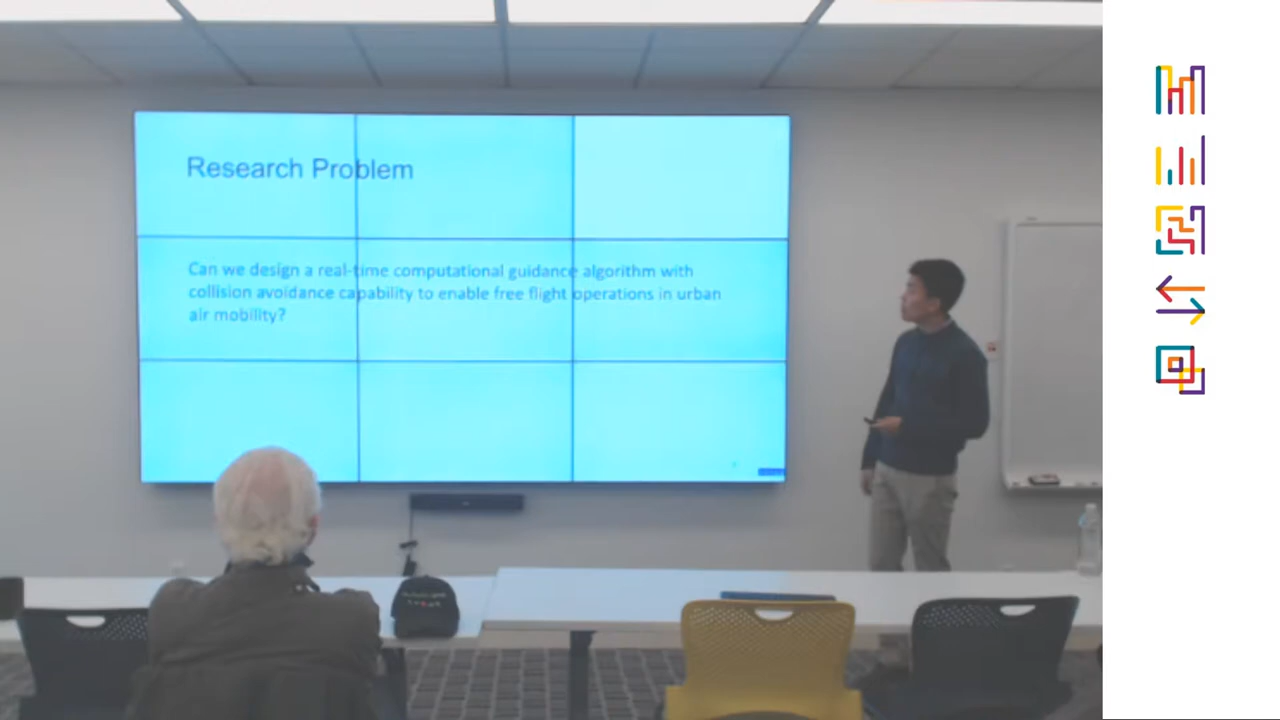 Research Problem
Can we design a real-time computational guidance algorithm with
collision avoidance capability to enable free flight operations in urban
air mobility?